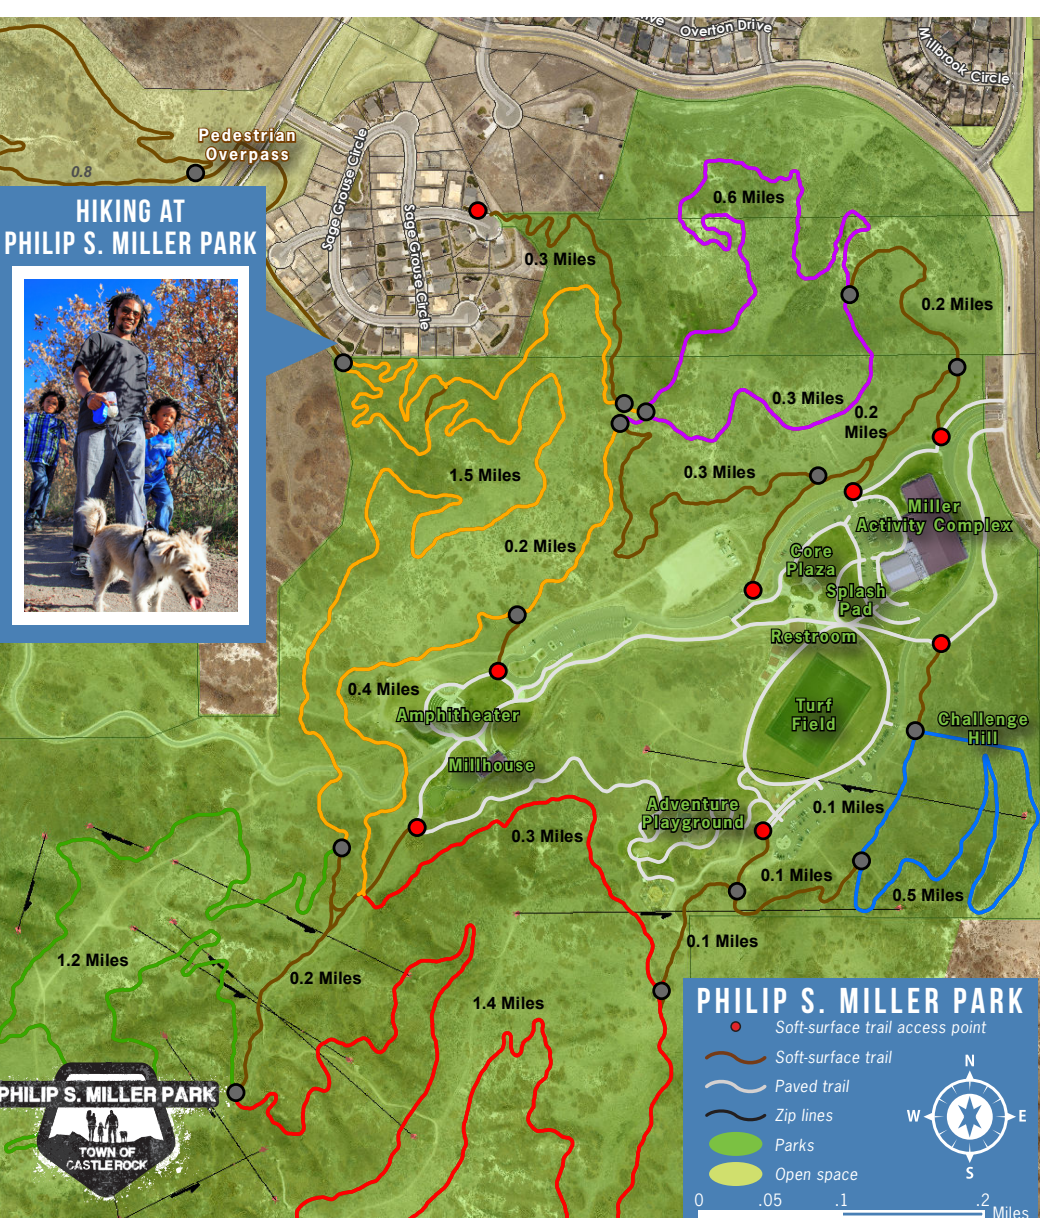 Overton Drive
Millbrook Circle
Pedestrian
Overpass
0.8
Sage Grouse Circle
Sage Grouse Circle
HIKING AT
PHILIP S. MILLER PARK
0.6 Miles
0.3 Miles
0.2 Miles
0.3 Miles
0.2
Miles
1.5 Miles
0.3 Miles
Miller
Activity Complex
0.2 Miles
Core
Plaza
Splash
Pad
Restroom
0.4 Miles
Amphitheater
Turf
Field
Challenge
Hill
Millhouse
Adventure
Playground
0.1 Miles
0.3 Miles
0.1 Miles
0.5 Miles
0.1 Miles
1.2 Miles
0.2 Miles
1.4 Miles
PHILIP S. MILLER PARK
TOWN OF
CASTLE ROCK
PHILIP S. MILLER PARK
Soft-surface trail access point
Soft-surface trail
Paved trail
Zip lines
Parks
Open space
N
W
E
S
0 .05 .1 .2
Miles